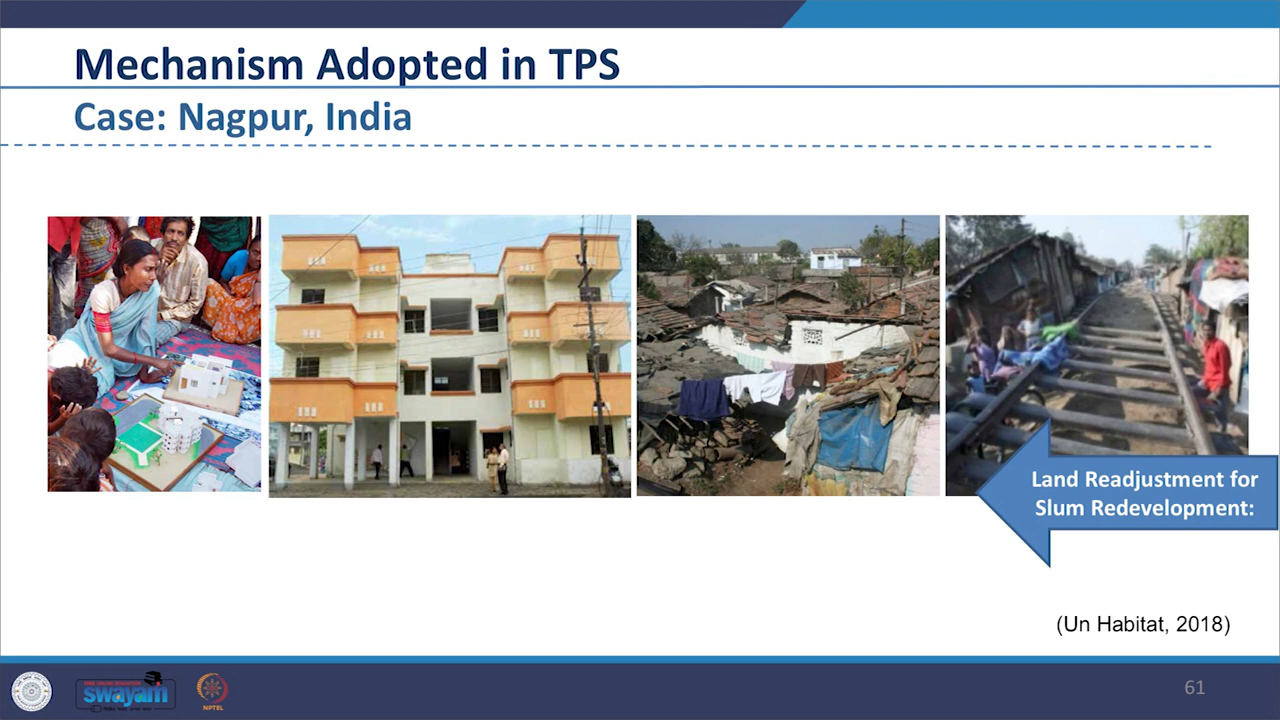 Mechanism Adopted in TPS
Case: Nagpur, India
Land Readjustment for
Slum Redevelopment:
(Un Habitat, 2018)
swayam
NPTEL
61